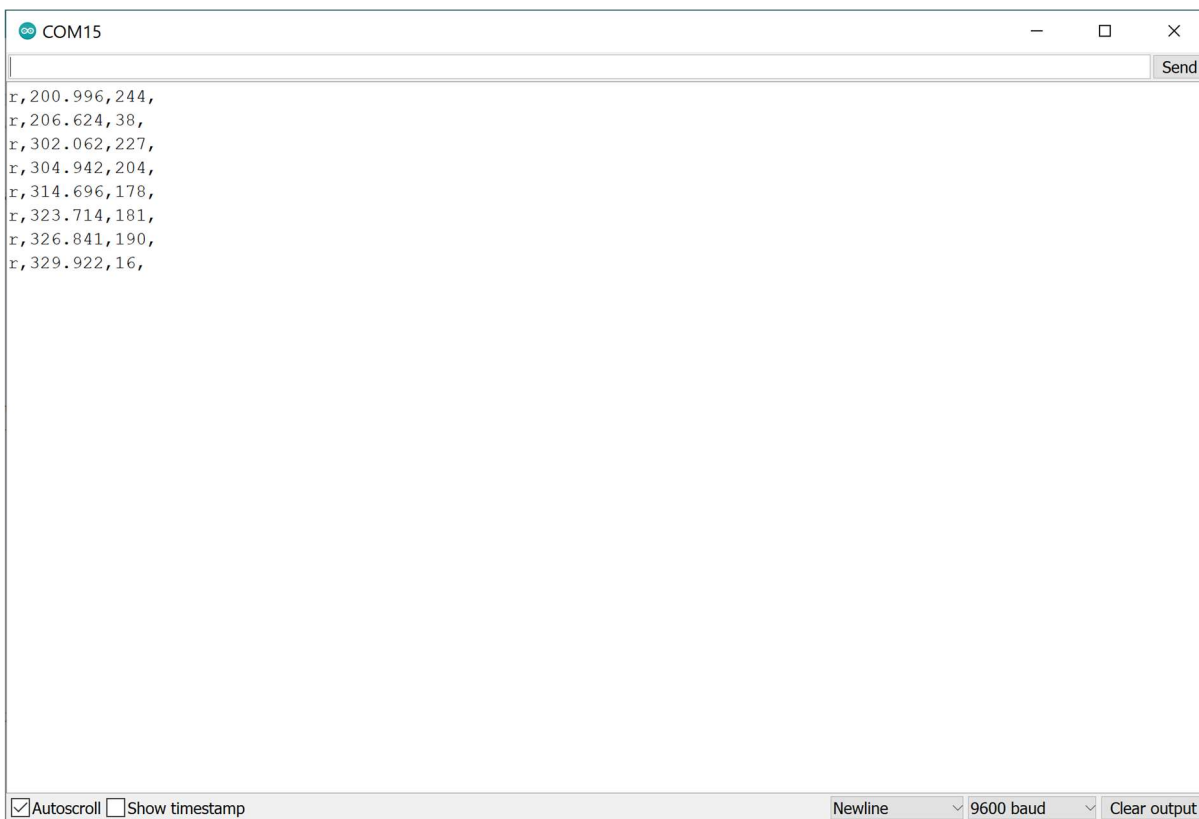 COM15
Send
r,200.996,244,
r,206.624,38,
r,302.062,227,
r,304.942,204,
r,314.696,178,
r,323.714,181,
r,326.841,190,
r,329.922,16,
Autoscroll Show timestamp Newline 9600 baud Clear output